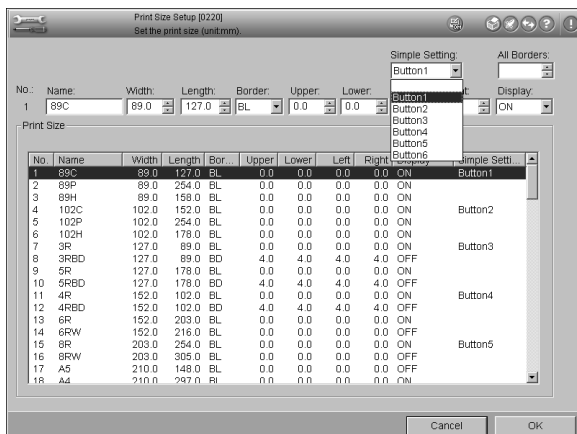 Print Size Setup [0220]
Set the print size (unit:mm).
Simple Setting: All Borders:
Button1
No.: Name: Width: Length: Border: Upper: Lower: Display:
1 89C 89.0 127.0 BL 0.0 0.0 ON
Button1
Button2
Button3
Button4
Button5
Button6
Print Size
No. Name Width Length Bor... Upper Lower Left Right Display Simple Setti...
1 89C 89.0 127.0 BL 0.0 0.0 0.0 0.0 ON Button1
2 89P 89.0 254.0 BL 0.0 0.0 0.0 0.0 ON
3 89H 89.0 158.0 BL 0.0 0.0 0.0 0.0 ON
4 102C 102.0 152.0 BL 0.0 0.0 0.0 0.0 ON Button2
5 102P 102.0 254.0 BL 0.0 0.0 0.0 0.0 ON
6 102H 102.0 178.0 BL 0.0 0.0 0.0 0.0 ON
7 3R 127.0 89.0 BL 0.0 0.0 0.0 0.0 ON Button3
8 3RBD 127.0 89.0 BD 4.0 4.0 4.0 4.0 OFF
9 5R 127.0 178.0 BL 0.0 0.0 0.0 0.0 ON
10 5RBD 127.0 178.0 BD 4.0 4.0 4.0 4.0 OFF
11 4R 152.0 102.0 BL 0.0 0.0 0.0 0.0 ON Button4
12 4RBD 152.0 102.0 BD 4.0 4.0 4.0 4.0 OFF
13 6R 152.0 203.0 BL 0.0 0.0 0.0 0.0 ON
14 6RW 152.0 216.0 BL 0.0 0.0 0.0 0.0 OFF
15 8R 203.0 254.0 BL 0.0 0.0 0.0 0.0 ON Button5
16 8RW 203.0 305.0 BL 0.0 0.0 0.0 0.0 OFF
17 A5 210.0 148.0 BL 0.0 0.0 0.0 0.0 OFF
18 A4 210.0 297.0 BL 0.0 0.0 0.0 0.0 ON
Cancel OK